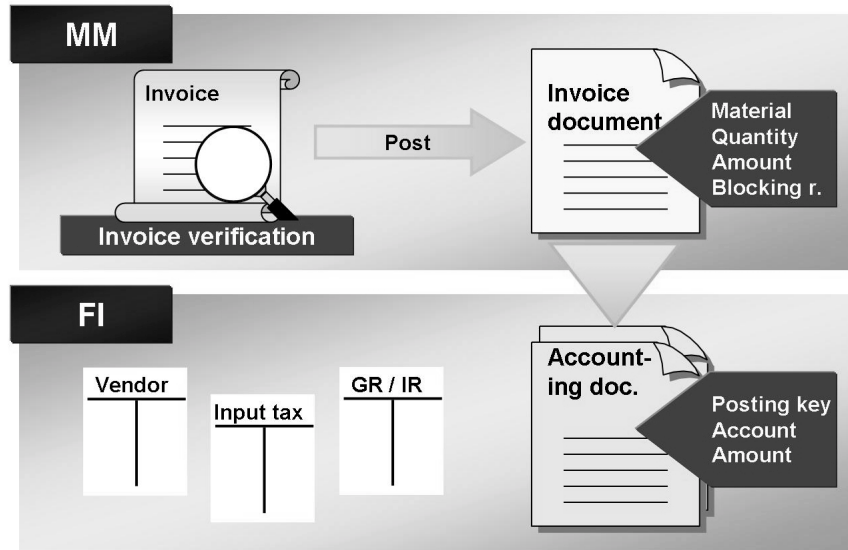 MM
Invoice
Invoice verification
Post
Invoice
document
Material
Quantity
Amount
Blocking r.
FI
Vendor
Input tax
GR / IR
Account-
ing doc.
Posting key
Account
Amount